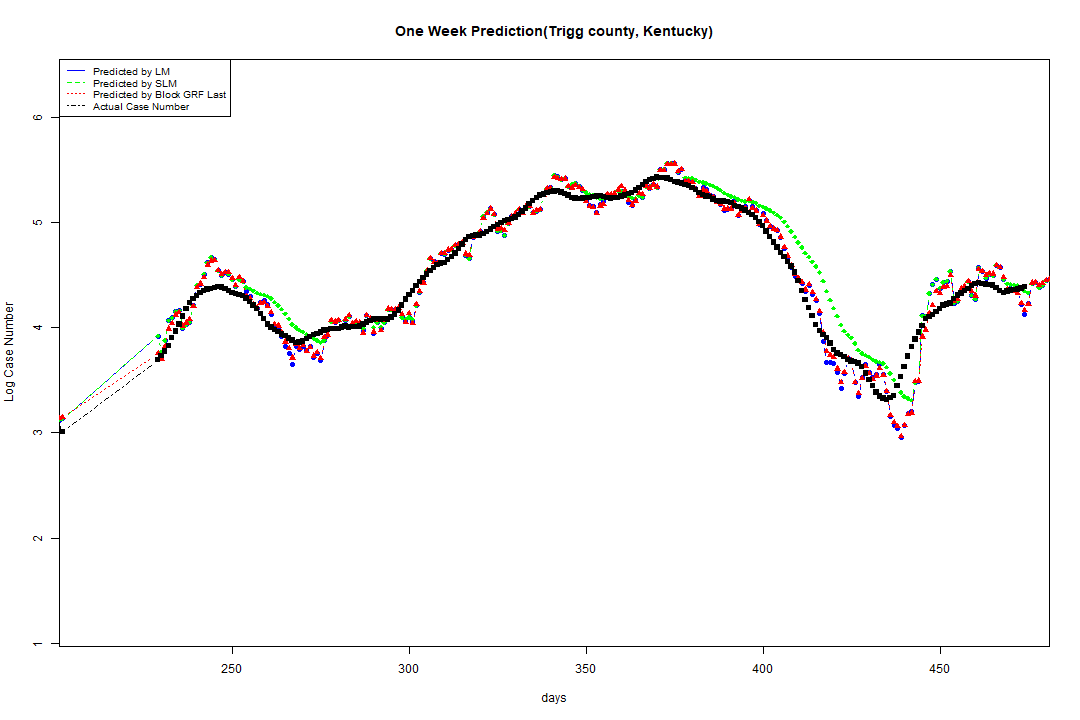 One Week Prediction(Trigg county, Kentucky)
Predicted by LM
Predicted by SLM
Predicted by Block GRF Last
Actual Case Number
Log Case Number
6
5
4
3
2
1
250 300 350 400 450
days